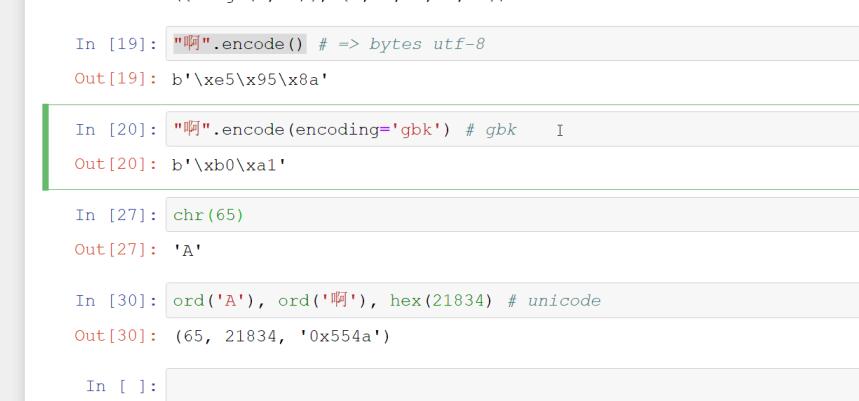 In [19]: "啊".encode() # => bytes utf-8
Out[19]: b'\xe5\x95\x8a'
In [20]: "啊".encode(encoding='gbk') # gbk
Out[20]: b'\xb0\xa1'
In [27]: chr(65)
Out[27]: 'A'
In [30]: ord('A'), ord('啊'), hex(21834) # unicode
Out[30]: (65, 21834, '0x554a')
In [ ]: